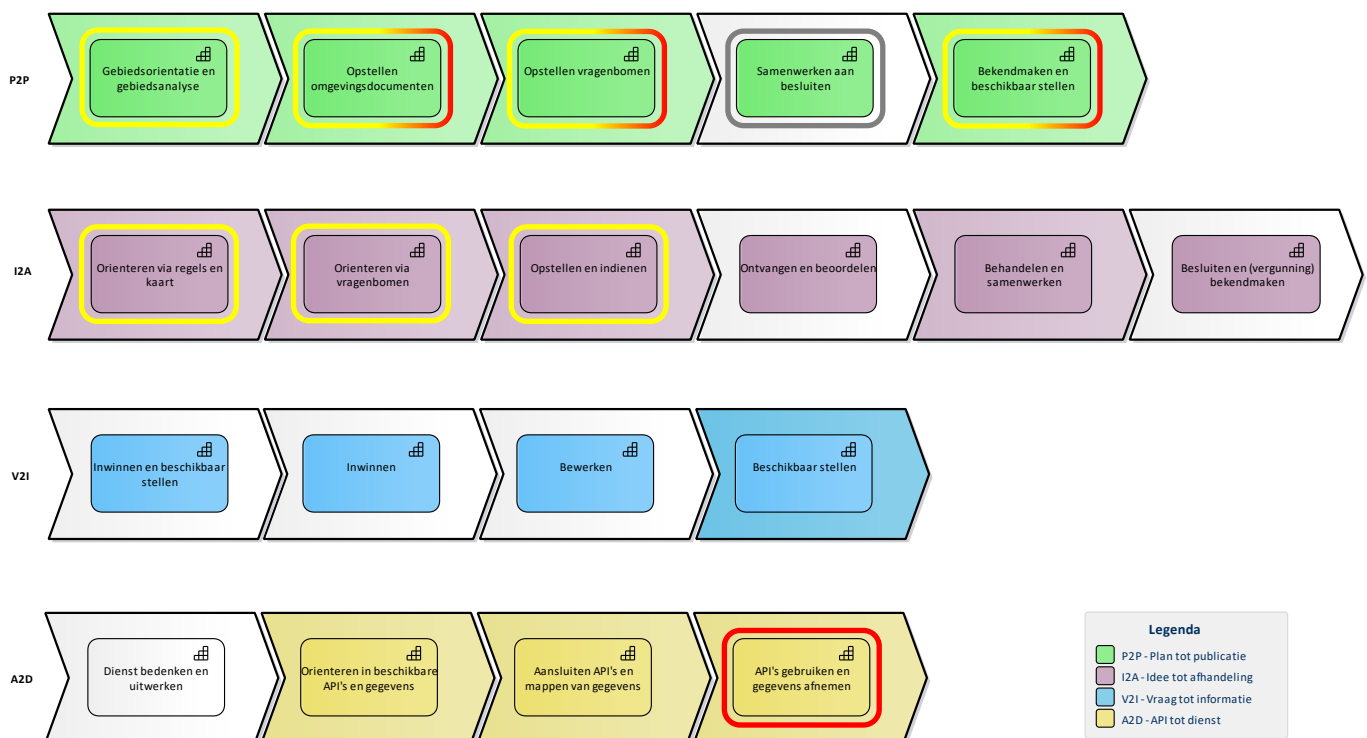 P2P
Gebiedsorientatie en
gebiedsanalyse
Opstellen
omgevingsdocumenten
Opstellen vragenbomen
Samenwerken aan
besluiten
Bekendmaken en
beschikbaar stellen
I2A
Orienteren via regels en
kaart
Orienteren via
vragenbomen
Opstellen en indienen
Ontvangen en beoordelen
Behandelen en
samenwerken
Besluiten en (vergunning)
bekendmaken
V2I
Inwinnen en beschikbaar
stellen
Inwinnen
Bewerken
Beschikbaar stellen
A2D
Dienst bedenken en
uitwerken
Orienteren in beschikbare
API's en gegevens
Aansluiten API's en
mappen van gegevens
API's gebruiken en
gegevens afnemen
Legenda
P2P - Plan tot publicatie
I2A - Idee tot afhandeling
V2I - Vraag tot informatie
A2D - API tot dienst